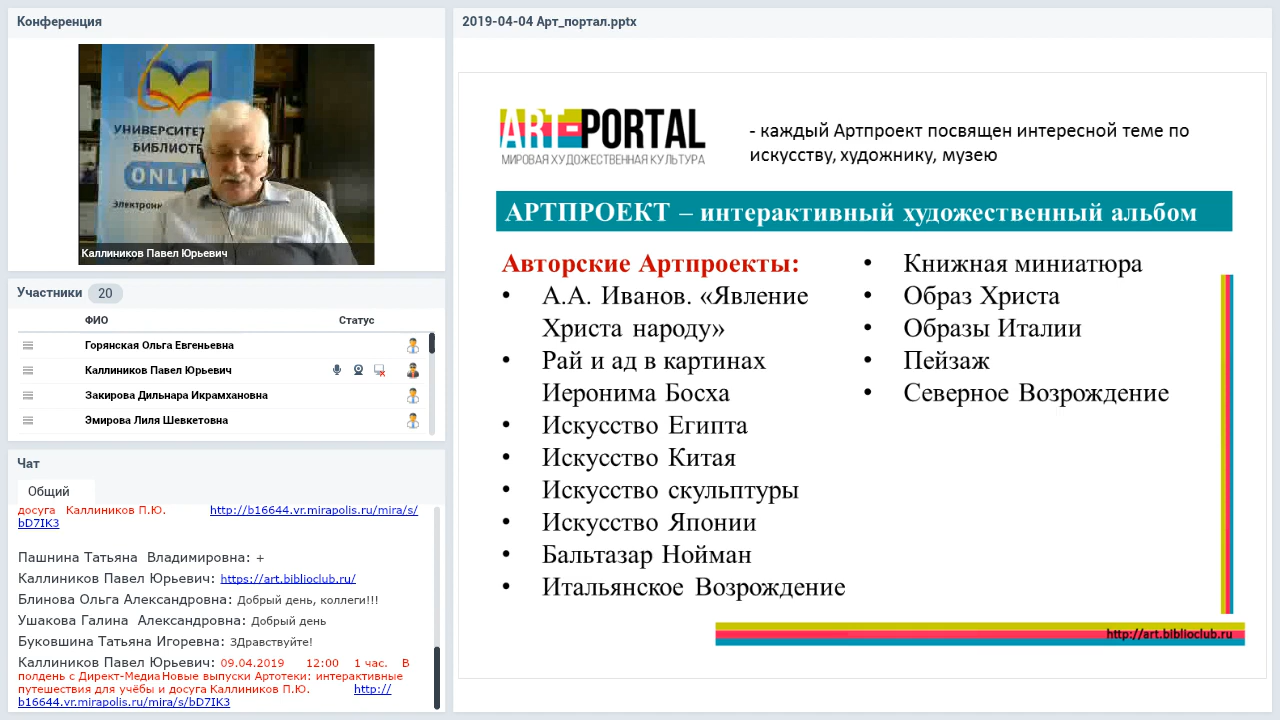 Конференция
УНИВЕРСИТЕТ
БИБЛИОТЕ
ONLIN
Электронн
Каллиников Павел Юрьевич
Участники 20
ФИО Статус
Горянская Ольга Евгеньевна
Каллиников Павел Юрьевич
Закирова Дильнара Икрамхановна
Эмирова Лиля Шевкетовна
Чат
Общий
досуга Каллиников П.Ю. http://b16644.vr.mirapolis.ru/mira/s/
bD7IK3
Пашнина Татьяна Владимировна: +
Каллиников Павел Юрьевич: https://art.biblioclub.ru/
Блинова Ольга Александровна: Добрый день, коллеги!!!
Ушакова Галина Александровна: Добрый день
Буковшина Татьяна Игоревна: ЗДравствуйте!
Каллиников Павел Юрьевич: 09.04.2019 12:00 1 час. В
полдень с Директ-Медиа Новые выпуски Артотеки: интерактивные
путешествия для учёбы и досуга Каллиников П.Ю. http://
b16644.vr.mirapolis.ru/mira/s/bD7IK3
2019-04-04 Арт_портал.pptx
ART-PORTAL
МИРОВАЯ ХУДОЖЕСТВЕННАЯ КУЛЬТУРА
- каждый Артпроект посвящен интересной теме по
искусству, художнику, музею
АРТПРОЕКТ – интерактивный художественный альбом
Авторские Артпроекты:
• А.А. Иванов. «Явление
Христа народу»
• Рай и ад в картинах
Иеронима Босха
• Искусство Египта
• Искусство Китая
• Искусство скульптуры
• Искусство Японии
• Бальтазар Нойман
• Итальянское Возрождение
• Книжная миниатюра
• Образ Христа
• Образы Италии
• Пейзаж
• Северное Возрождение
http://art.biblioclub.ru